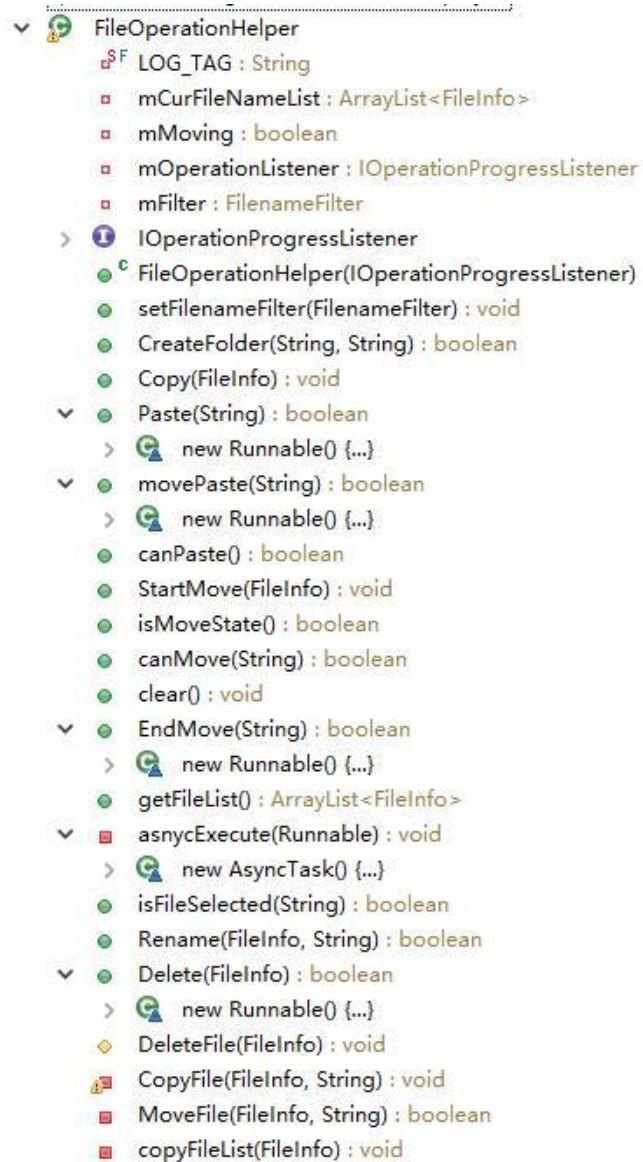 FileOperationHelper
S F LOG_TAG : String
mCurFileNameList : ArrayList<FileInfo>
mMoving : boolean
mOperationListener : IOperationProgressListener
mFilter : FilenameFilter
IOperationProgressListener
C FileOperationHelper(IOperationProgressListener)
setFilenameFilter(FilenameFilter) : void
CreateFolder(String, String) : boolean
Copy(FileInfo) : void
Paste(String) : boolean
new Runnable() {...}
movePaste(String) : boolean
new Runnable() {...}
canPaste() : boolean
StartMove(FileInfo) : void
isMoveState() : boolean
canMove(String) : boolean
clear() : void
EndMove(String) : boolean
new Runnable() {...}
getFileList() : ArrayList<FileInfo>
asnycExecute(Runnable) : void
new AsyncTask() {...}
isFileSelected(String) : boolean
Rename(FileInfo, String) : boolean
Delete(FileInfo) : boolean
new Runnable() {...}
DeleteFile(FileInfo) : void
CopyFile(FileInfo, String) : void
MoveFile(FileInfo, String) : boolean
copyFileList(FileInfo) : void